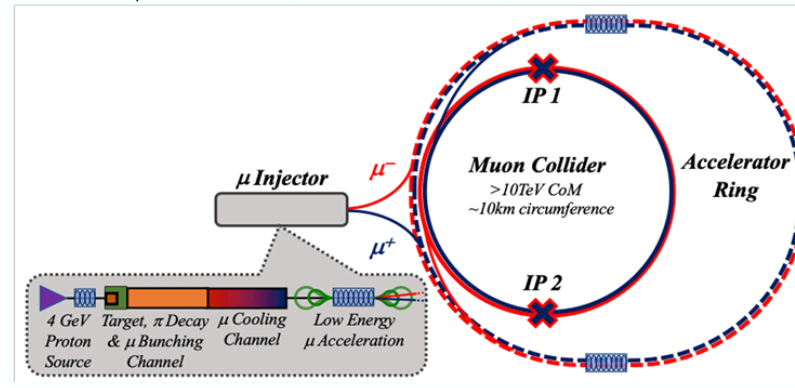 IP 1
μ Injector
μ⁻
Muon Collider
>10TeV CoM
~10km circumference
Accelerator
Ring
μ⁺
IP 2
4 GeV
Proton
Source
Target, π Decay
& μ Bunching
Channel
μ Cooling
Channel
Low Energy
μ Acceleration